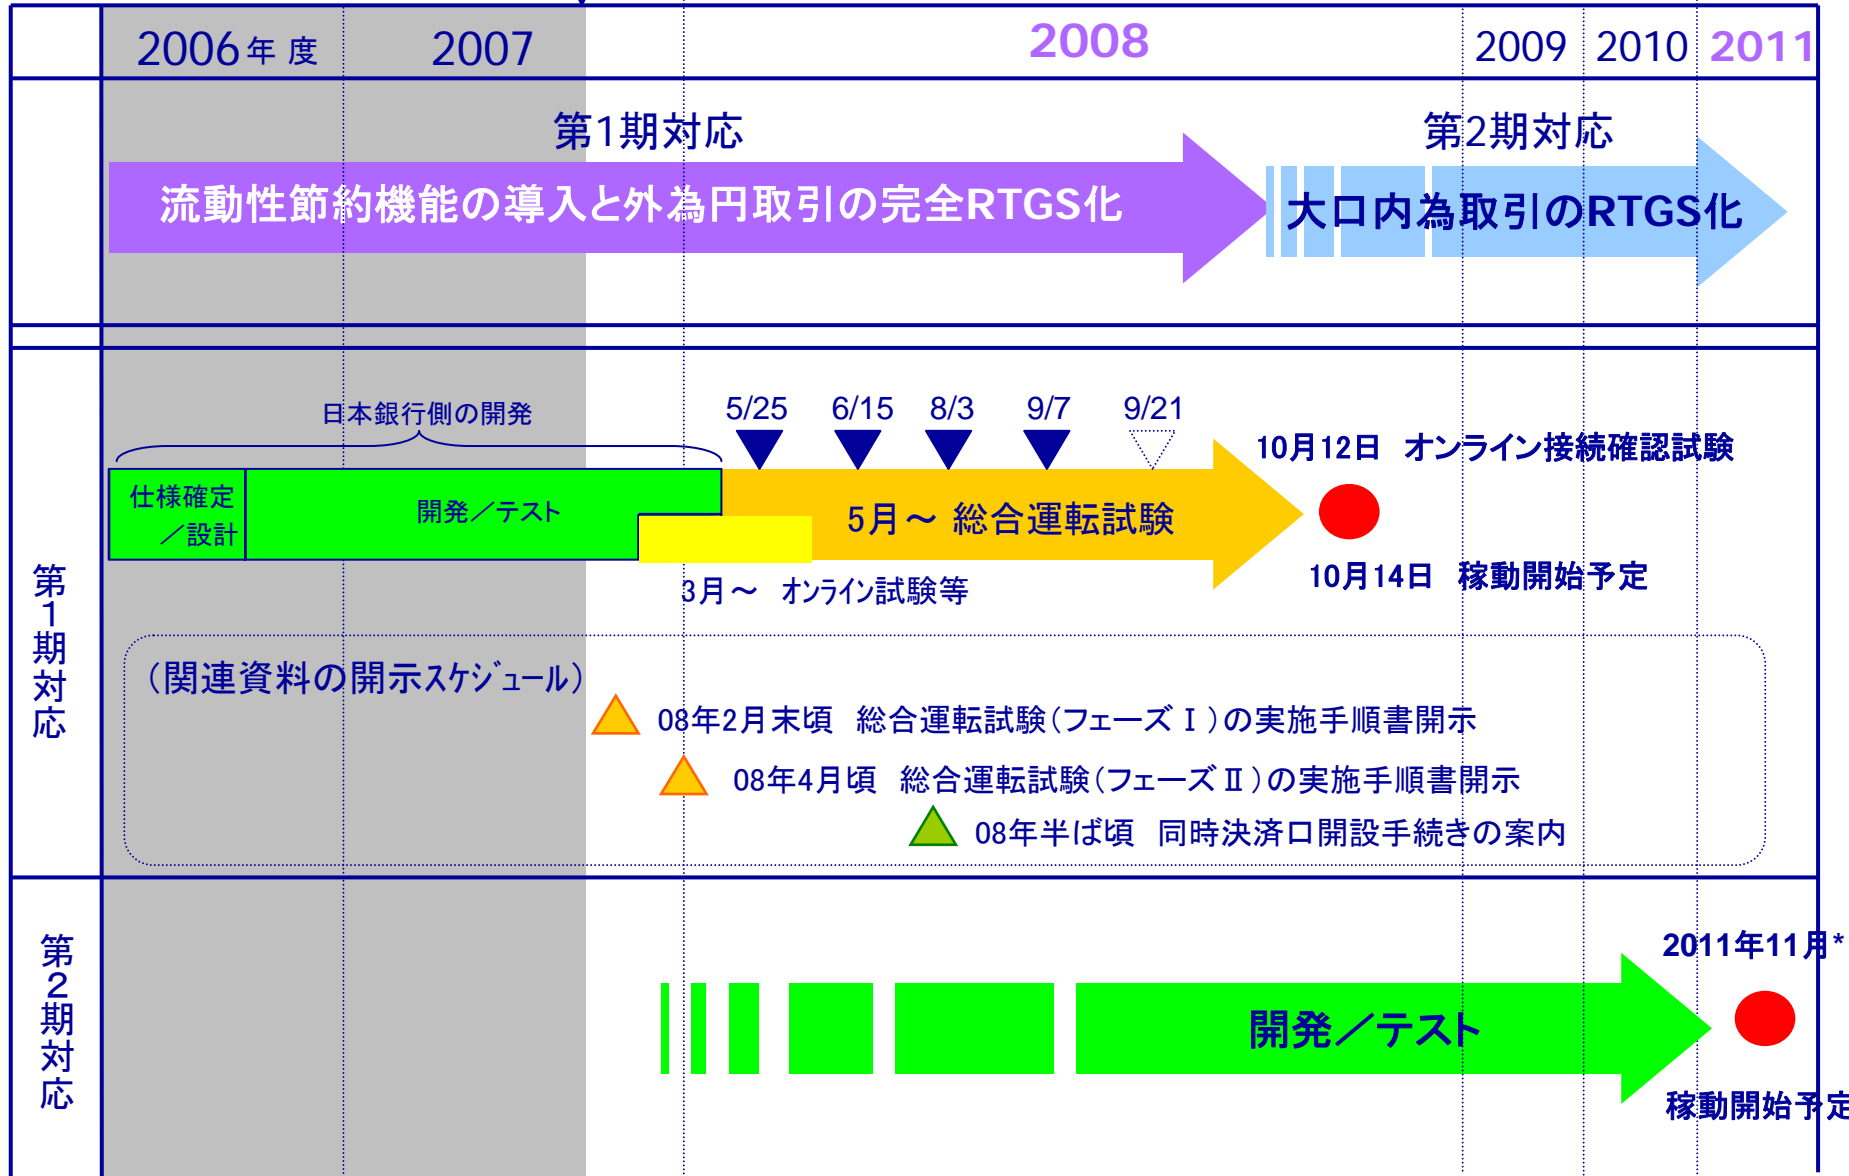 2006年度 2007 2008 2009 2010 2011
第1期対応
第2期対応
流動性節約機能の導入と外為円取引の完全RTGS化
大口内為取引のRTGS化
第1期対応
日本銀行側の開発
5/25 6/15 8/3 9/7 9/21
10月12日 オンライン接続確認試験
仕様確定
／設計
開発／テスト
5月～ 総合運転試験
10月14日 稼動開始予定
3月～ オンライン試験等
（関連資料の開示スケジュール）
08年2月末頃 総合運転試験（フェーズⅠ）の実施手順書開示
08年4月頃 総合運転試験（フェーズⅡ）の実施手順書開示
08年半ば頃 同時決済口開設手続きの案内
第2期対応
2011年11月*
開発／テスト
稼動開始予定